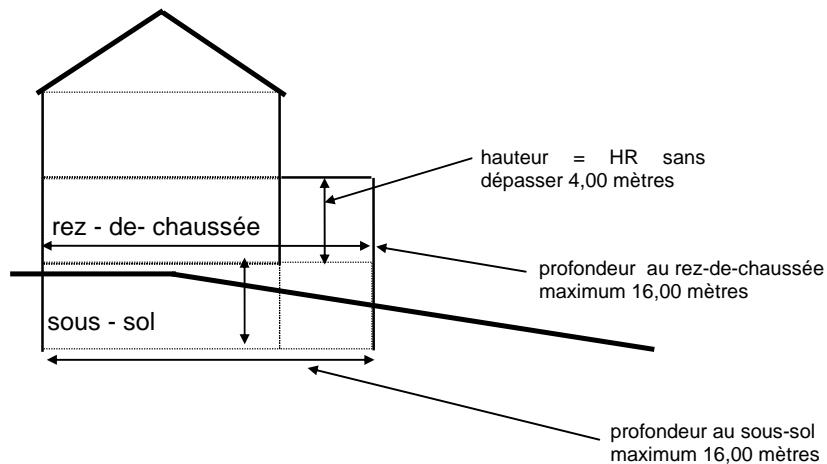 hauteur = HR sans
dépasser 4,00 mètres
rez - de- chaussée
profondeur au rez-de-chaussée
maximum 16,00 mètres
sous - sol
profondeur au sous-sol
maximum 16,00 mètres